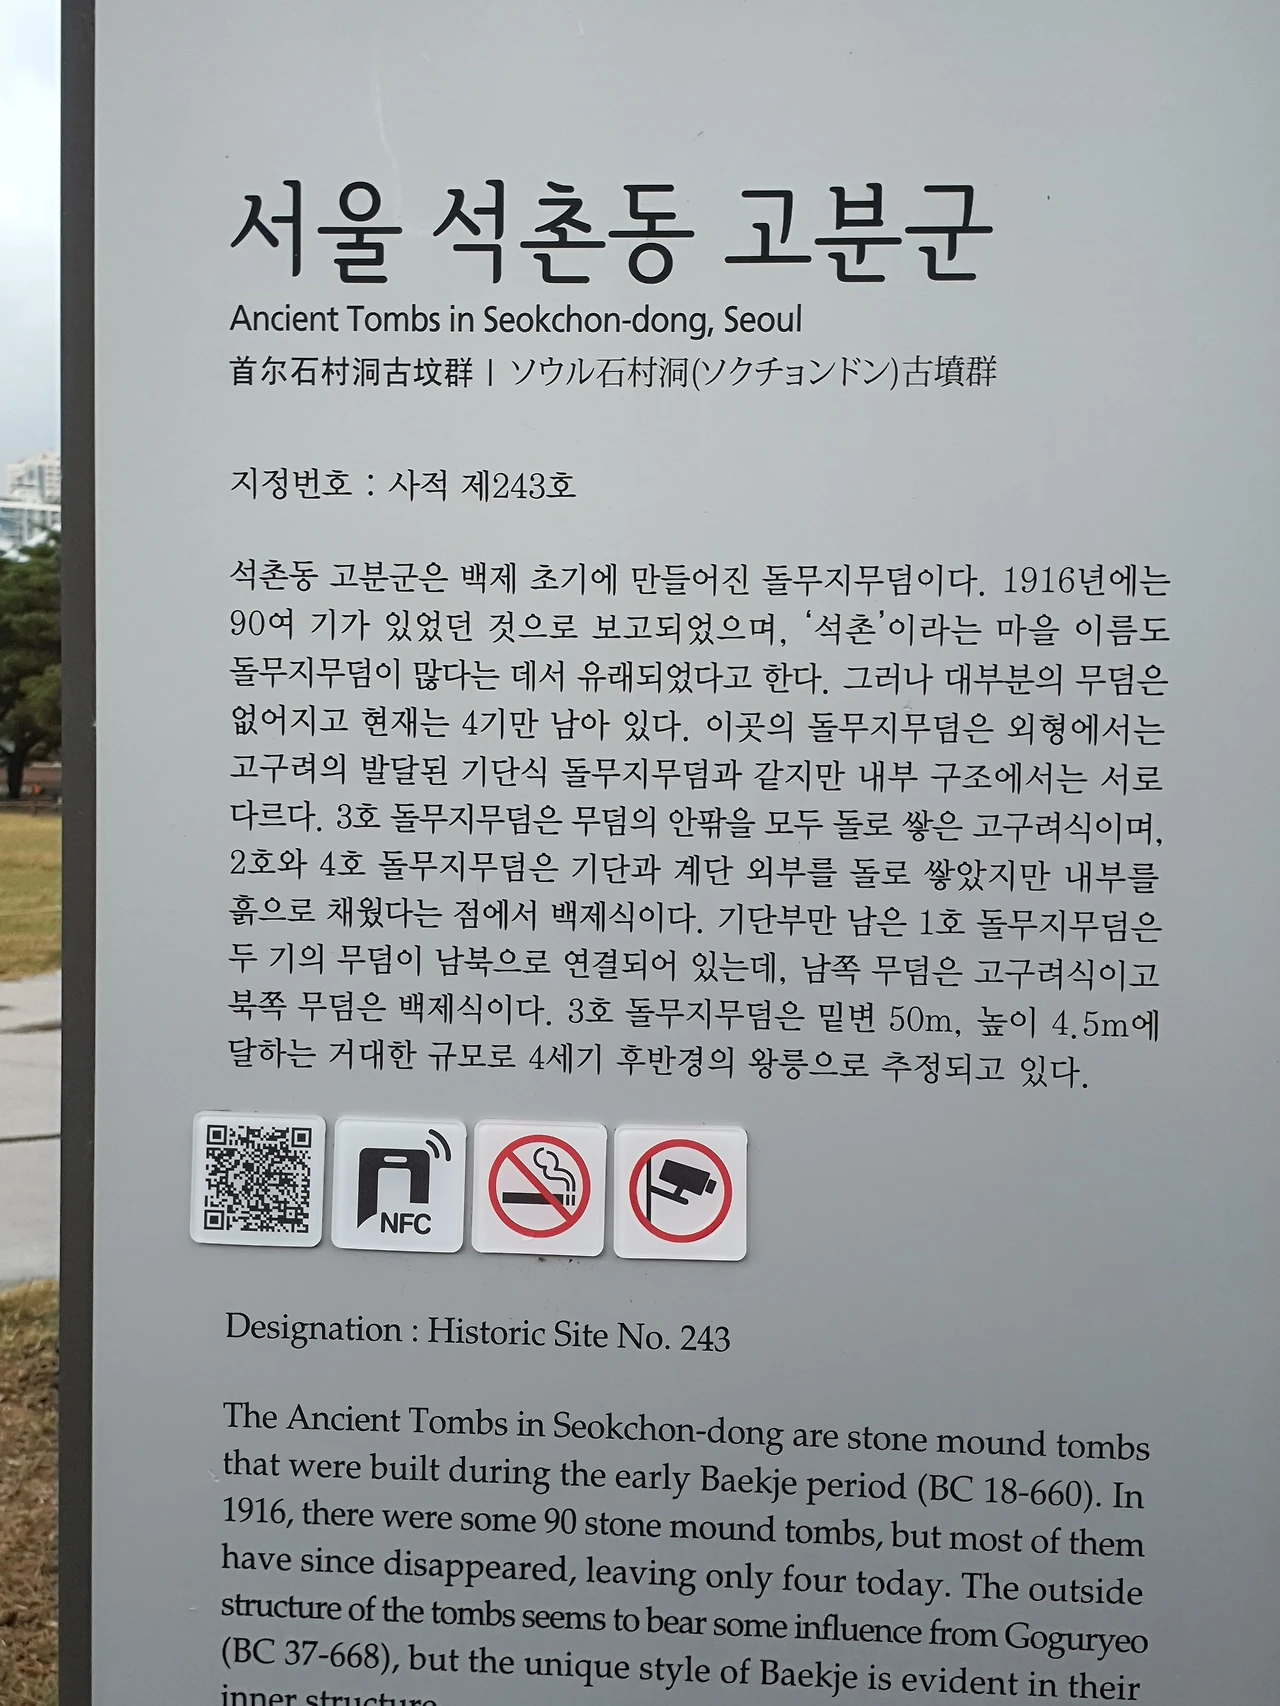 서울 석촌동 고분군
Ancient Tombs in Seokchon-dong, Seoul
首尔石村洞古坟群 | ソウル石村洞(ソクチョンドン)古墳群
지정번호 : 사적 제243호
석촌동 고분군은 백제 초기에 만들어진 돌무지무덤이다. 1916년에는
90여 기가 있었던 것으로 보고되었으며, ‘석촌’이라는 마을 이름도
돌무지무덤이 많다는 데서 유래되었다고 한다. 그러나 대부분의 무덤은
없어지고 현재는 4기만 남아 있다. 이곳의 돌무지무덤은 외형에서는
고구려의 발달된 기단식 돌무지무덤과 같지만 내부 구조에서는 서로
다르다. 3호 돌무지무덤은 무덤의 안팎을 모두 돌로 쌓은 고구려식이며,
2호와 4호 돌무지무덤은 기단과 계단 외부를 돌로 쌓았지만 내부를
흙으로 채웠다는 점에서 백제식이다. 기단부만 남은 1호 돌무지무덤은
두 기의 무덤이 남북으로 연결되어 있는데, 남쪽 무덤은 고구려식이고
북쪽 무덤은 백제식이다. 3호 돌무지무덤은 밑변 50m, 높이 4.5m에
달하는 거대한 규모로 4세기 후반경의 왕릉으로 추정되고 있다.
NFC
Designation : Historic Site No. 243
The Ancient Tombs in Seokchon-dong are stone mound tombs
that were built during the early Baekje period (BC 18-660). In
1916, there were some 90 stone mound tombs, but most of them
have since disappeared, leaving only four today. The outside
structure of the tombs seems to bear some influence from Goguryeo
(BC 37-668), but the unique style of Baekje is evident in their
inner structure.